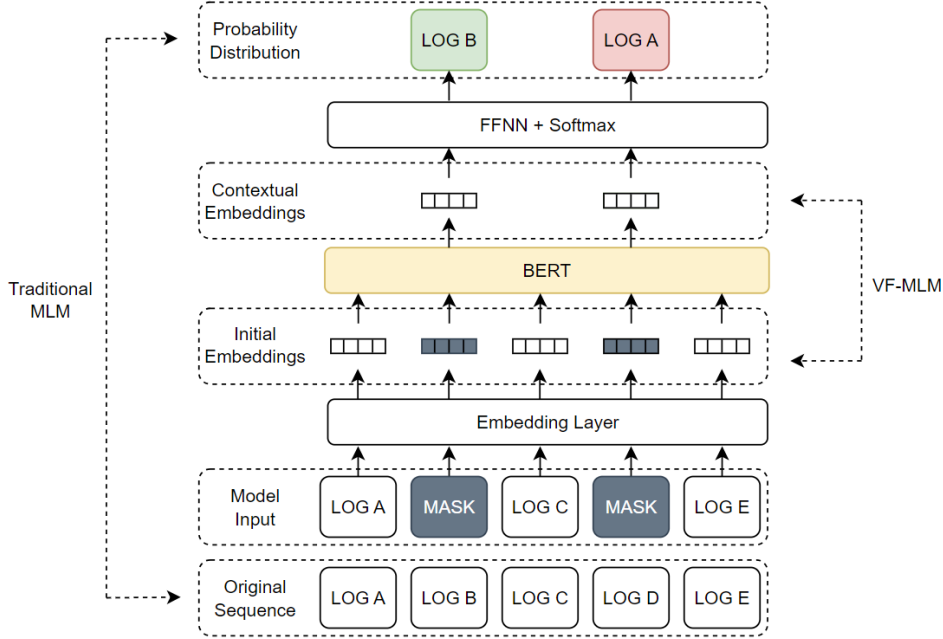 Probability
Distribution
LOG B
LOG A
FFNN + Softmax
Contextual
Embeddings
BERT
Traditional
MLM
VF-MLM
Initial
Embeddings
Embedding Layer
Model
Input
LOG A
MASK
LOG C
MASK
LOG E
Original
Sequence
LOG A
LOG B
LOG C
LOG D
LOG E